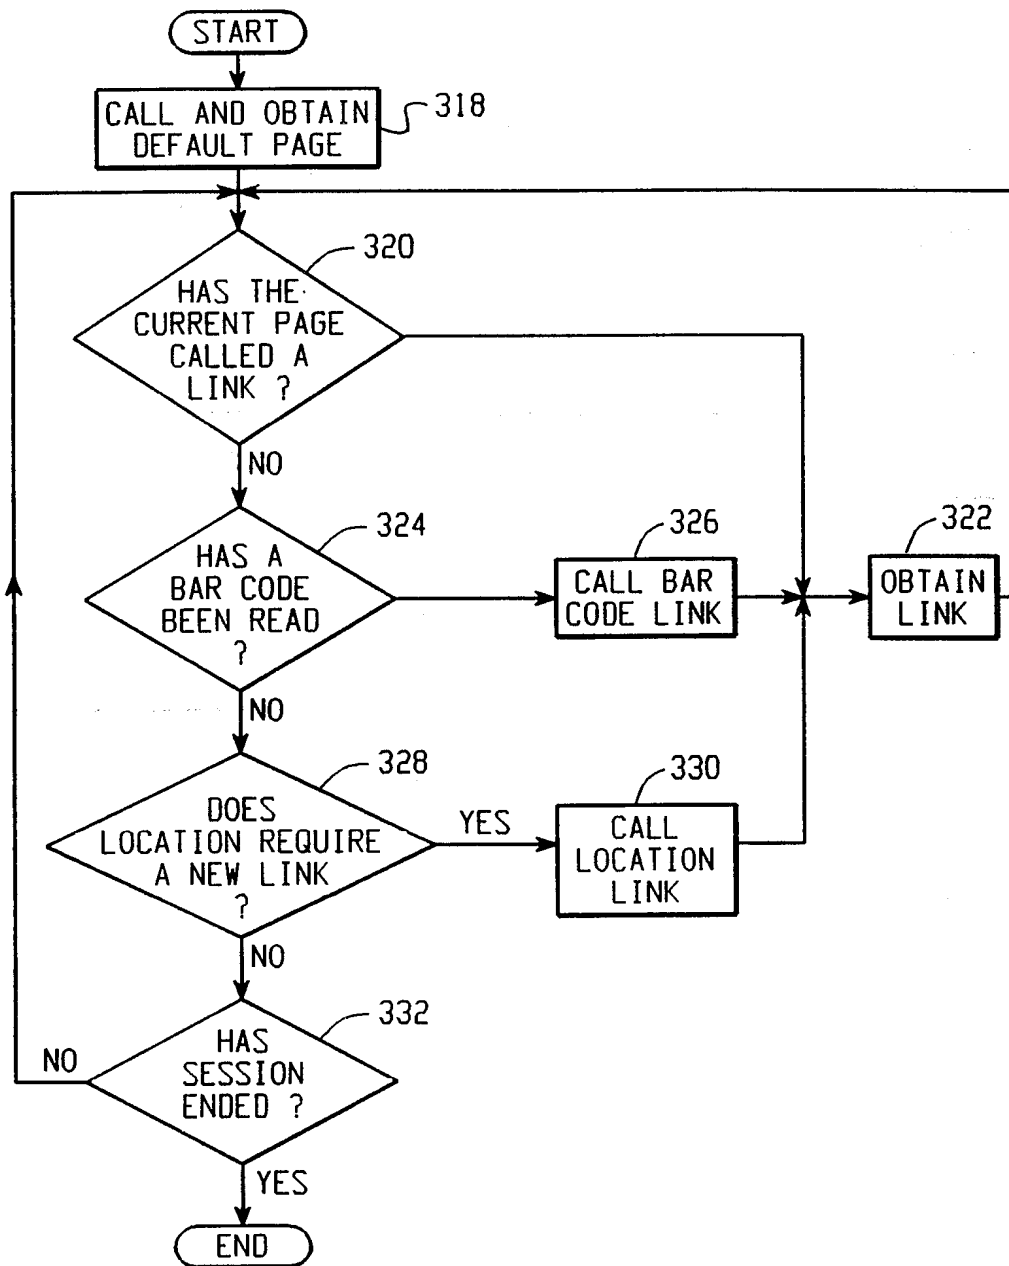 START
CALL AND OBTAIN
DEFAULT PAGE
318
320
HAS THE
CURRENT PAGE
CALLED A
LINK ?
NO
324
HAS A
BAR CODE
BEEN READ
?
326
CALL BAR
CODE LINK
322
OBTAIN
LINK
NO
328
DOES
LOCATION REQUIRE
A NEW LINK
?
YES
330
CALL
LOCATION
LINK
NO
332
HAS
SESSION
ENDED ?
NO
YES
END